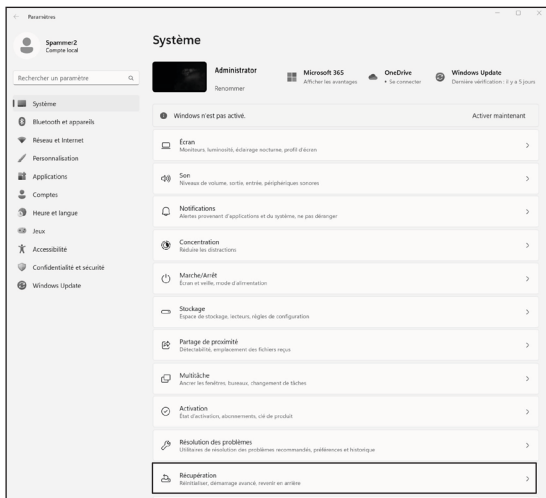 Paramètres
Spammer2
Compte local
Rechercher un paramètre
Système
Bluetooth et appareils
Réseau et Internet
Personnalisation
Applications
Comptes
Heure et langue
Jeux
Accessibilité
Confidentialité et sécurité
Windows Update
Système
Administrator
Renommer
Microsoft 365
Afficher les avantages
OneDrive
• Se connecter
Windows Update
Dernière vérification : il y a 5 jours
Windows n'est pas activé.
Activer maintenant
Écran
Moniteurs, luminosité, éclairage nocturne, profil d'écran
Son
Niveaux de volume, sortie, entrée, périphériques sonores
Notifications
Alertes provenant d'applications et du système, ne pas déranger
Concentration
Réduire les distractions
Marche/Arrêt
Écran et veille, mode d'alimentation
Stockage
Espace de stockage, lecteurs, règles de configuration
Partage de proximité
Détectabilité, emplacement des fichiers reçus
Multitâche
Ancrer les fenêtres, bureaux, changement de tâches
Activation
État d'activation, abonnements, clé de produit
Résolution des problèmes
Utilitaires de résolution des problèmes recommandés, préférences et historique
Récupération
Réinitialiser, démarrage avancé, revenir en arrière